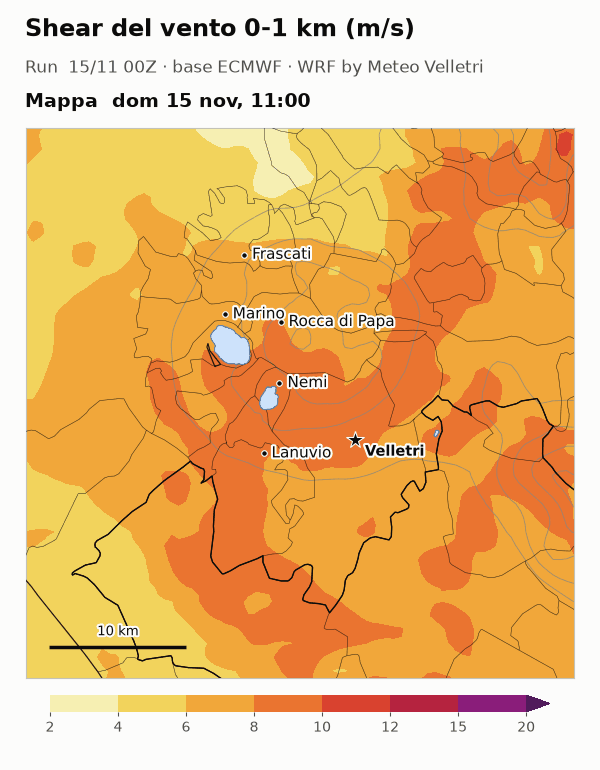 Shear del vento 0-1 km (m/s)
Run  15/11 00Z · base ECMWF · WRF by Meteo Velletri
Mappa  dom 15 nov, 11:00
Frascati
Marino
Rocca di Papa
Nemi
Velletri
Lanuvio
10 km
2 4 6 8 10 12 15 20